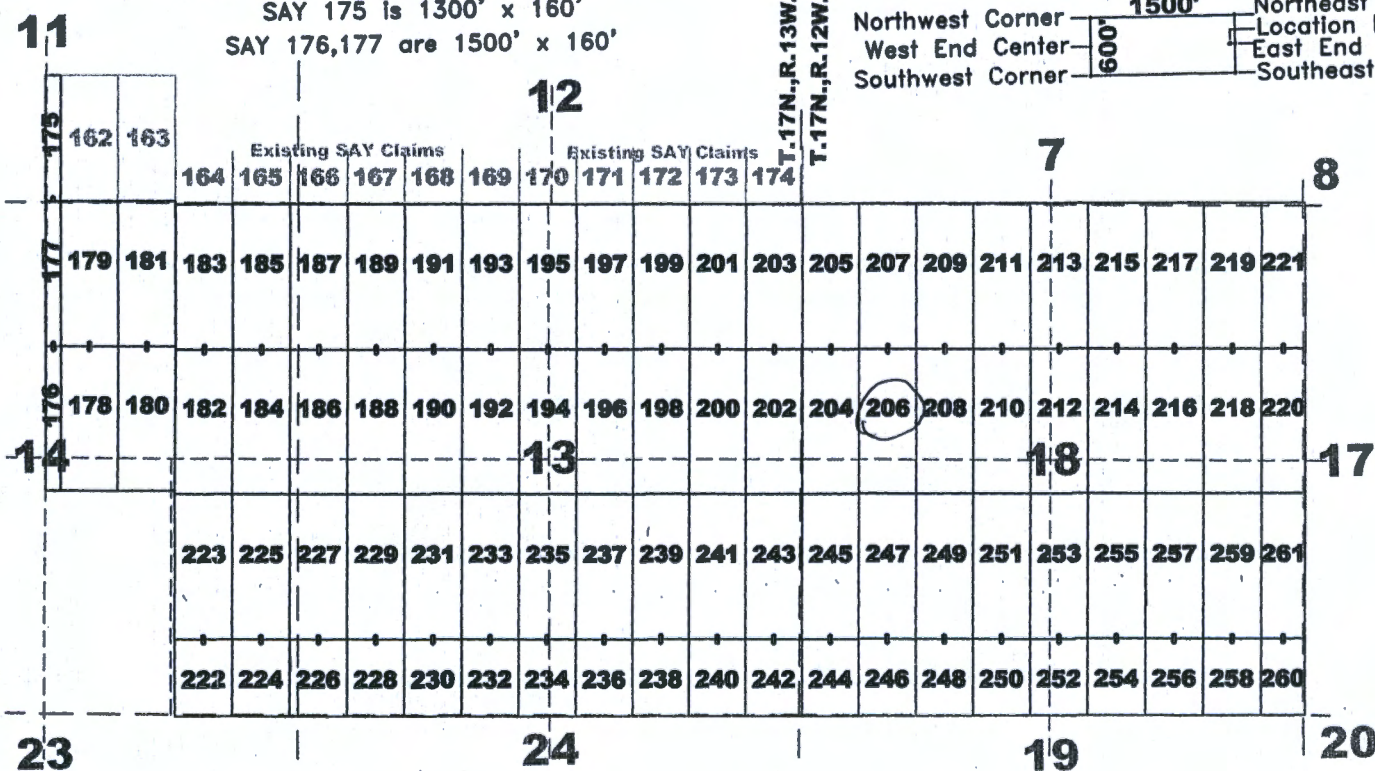 SAY 175 is 1300' x 160'
SAY 176,177 are 1500' x 160'
T.17N.,R.13W.
T.17N.,R.12W.
1500'
600'
Northwest Corner
West End Center
Southwest Corner
Northeast
Location
East End
Southeast
11
12
7
8
175 162 163
Existing SAY Claims
Existing SAY Claims
164 165 166 167 168 169 170 171 172 173 174
177 179 181 183 185 187 189 191 193 195 197 199 201 203 205 207 209 211 213 215 217 219 221
176 178 180 182 184 186 188 190 192 194 196 198 200 202 204 206 208 210 212 214 216 218 220
14 13 18 17
223 225 227 229 231 233 235 237 239 241 243 245 247 249 251 253 255 257 259 261
222 224 226 228 230 232 234 236 238 240 242 244 246 248 250 252 254 256 258 260
23 24 19 20